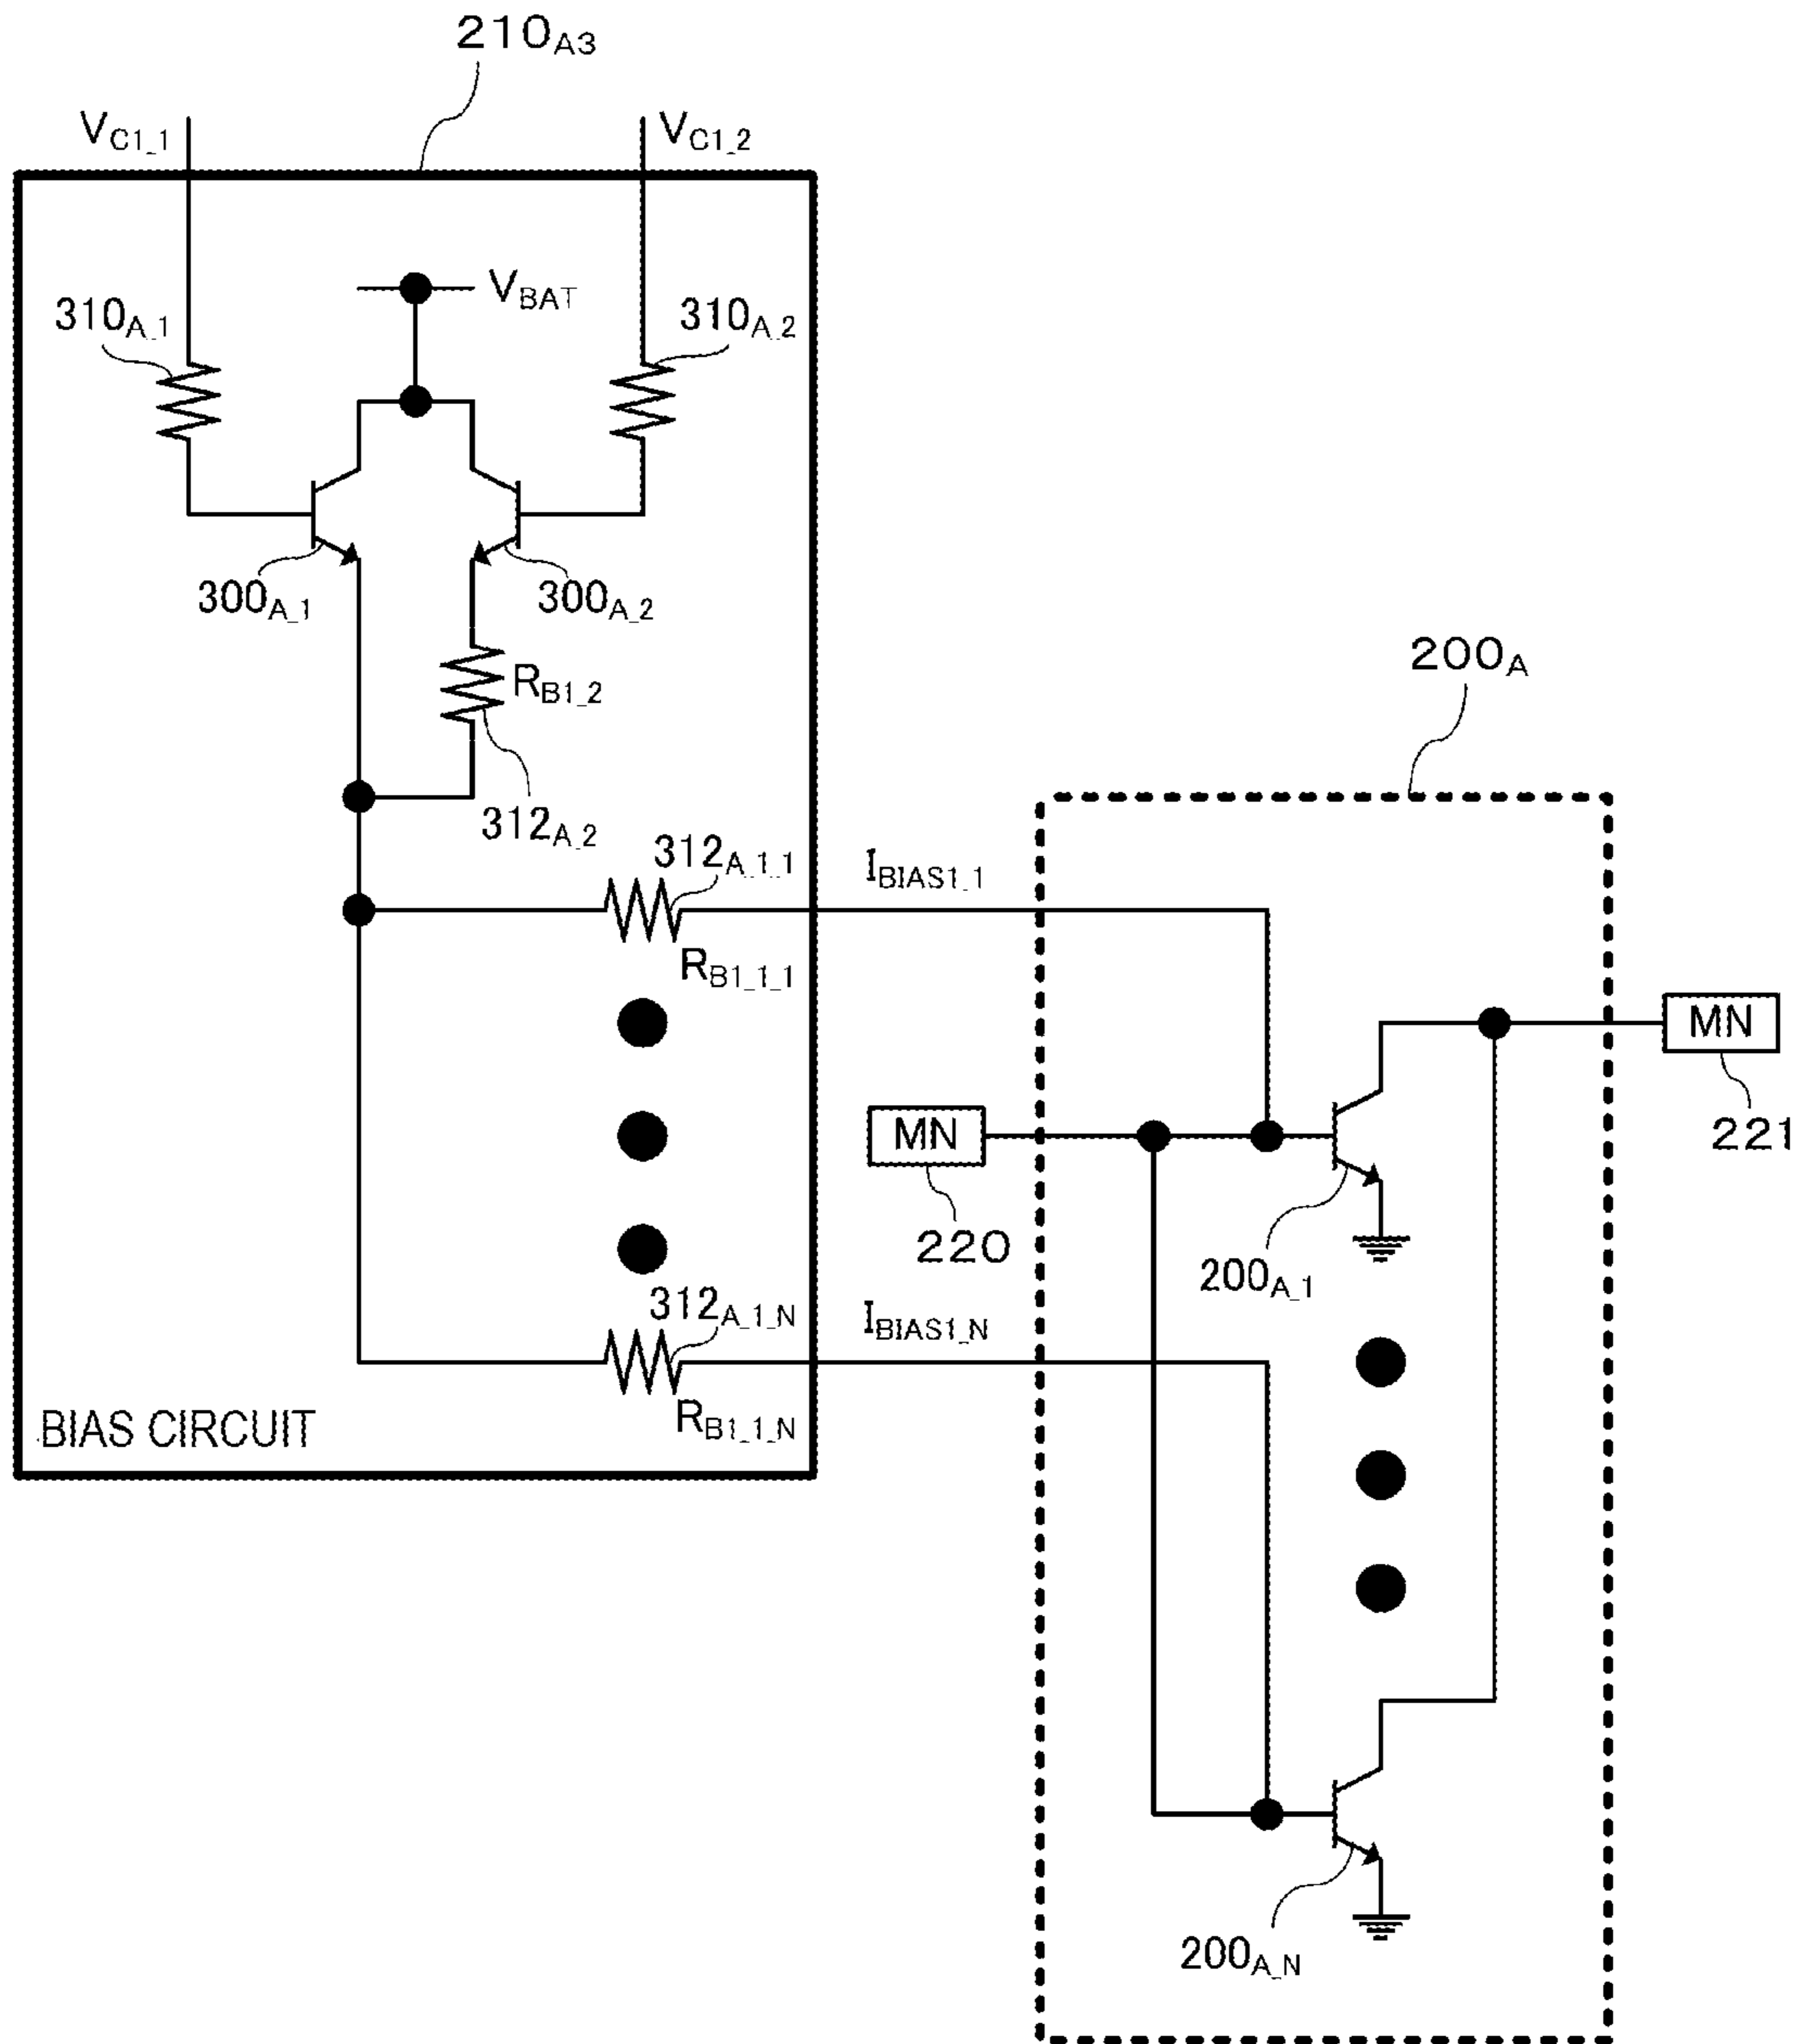 210A3
VC1_1
VC1_2
VBAT
310A_1
310A_2
300A_1
300A_2
RB1_2
200A
312A_2
312A_1_1
IBIAS1_1
RB1_1_1
MN
MN
221
220
200A_1
312A_1_N
IBIAS1_N
RB1_1_N
BIAS CIRCUIT
200A_N